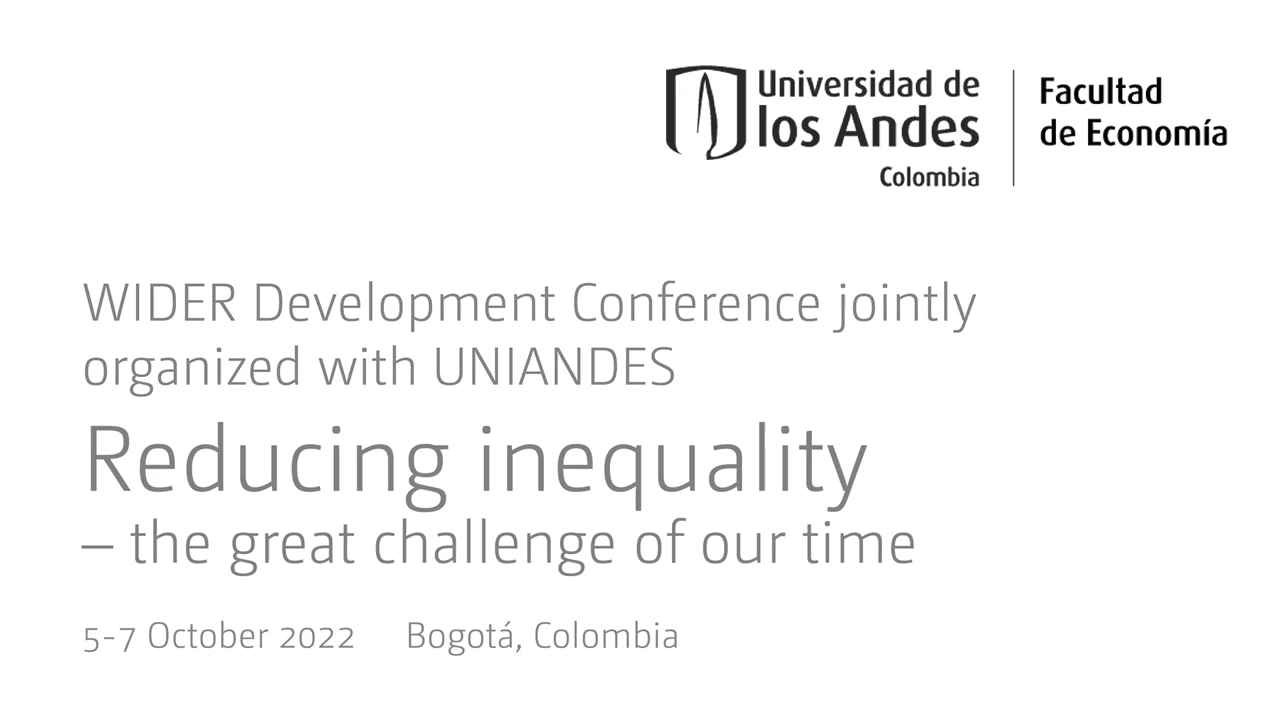 Universidad de
los Andes
Colombia
Facultad
de Economía
WIDER Development Conference jointly
organized with UNIANDES
Reducing inequality
– the great challenge of our time
5-7 October 2022 Bogotá, Colombia